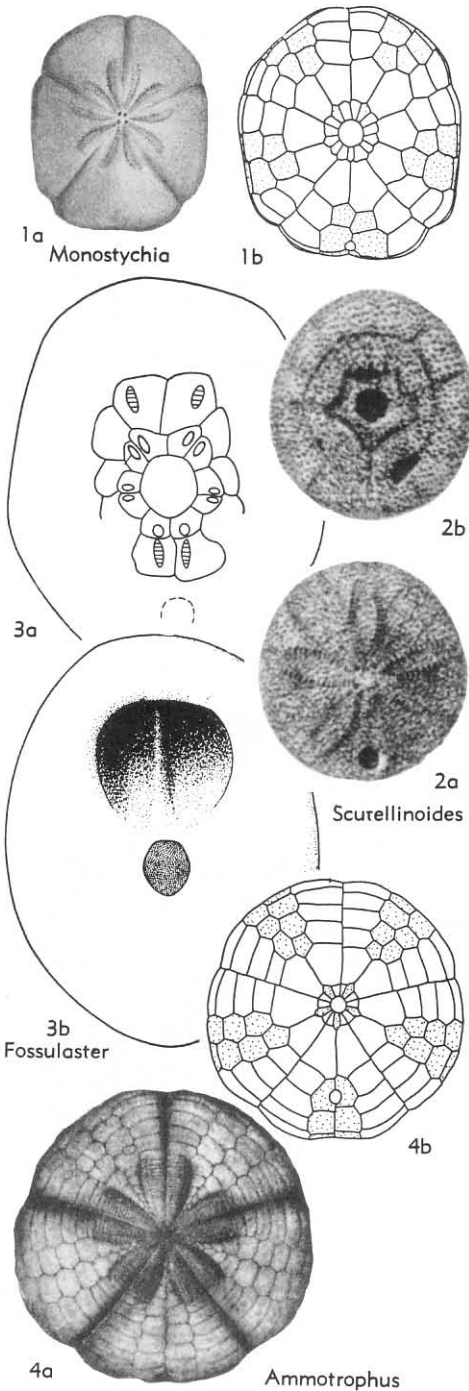 1a
Monostychia
1b
2b
3a
2a
Scutellinoides
3b
Fossulaster
4b
4a
Ammotrophus